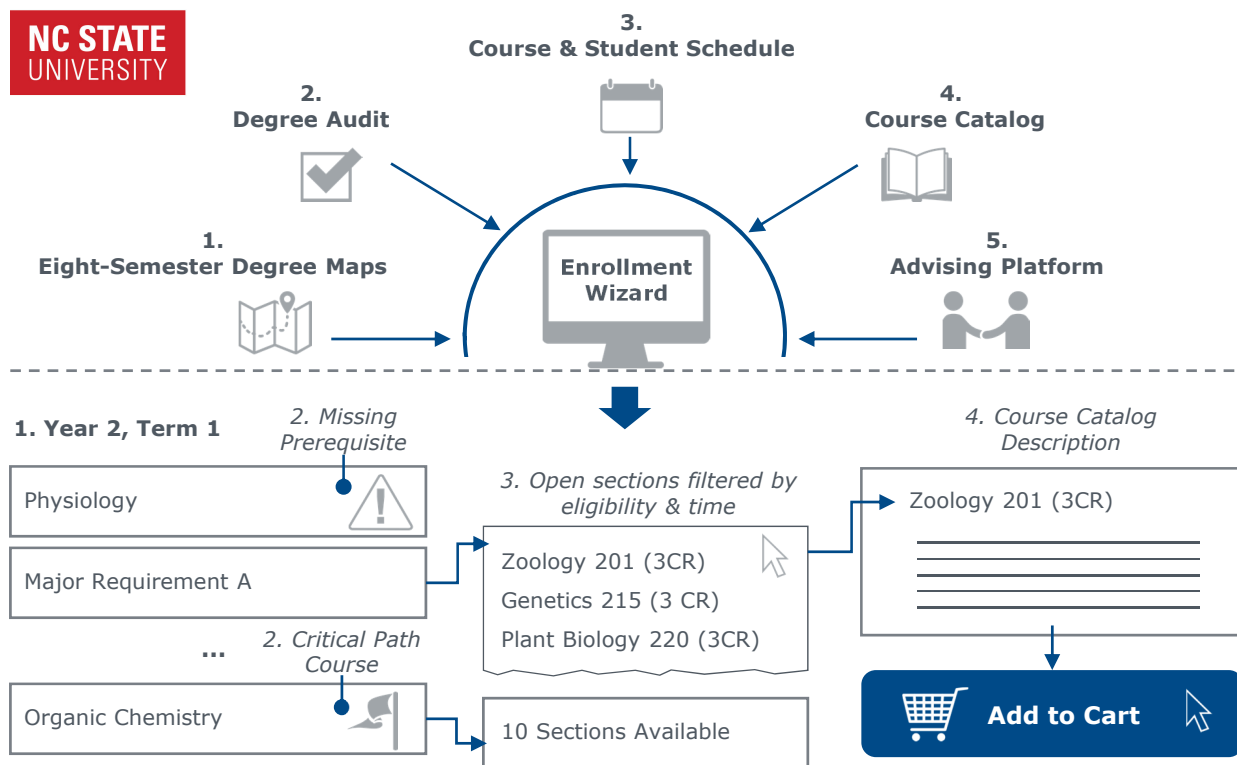 NC STATE
UNIVERSITY
3.
Course & Student Schedule
2.
Degree Audit
4.
Course Catalog
1.
Eight-Semester Degree Maps
Enrollment
Wizard
5.
Advising Platform
1. Year 2, Term 1
2. Missing
Prerequisite
Physiology
Major Requirement A
...
2. Critical Path
Course
Organic Chemistry
3. Open sections filtered by
eligibility & time
Zoology 201 (3CR)
Genetics 215 (3 CR)
Plant Biology 220 (3CR)
10 Sections Available
4. Course Catalog
Description
Zoology 201 (3CR)
Add to Cart